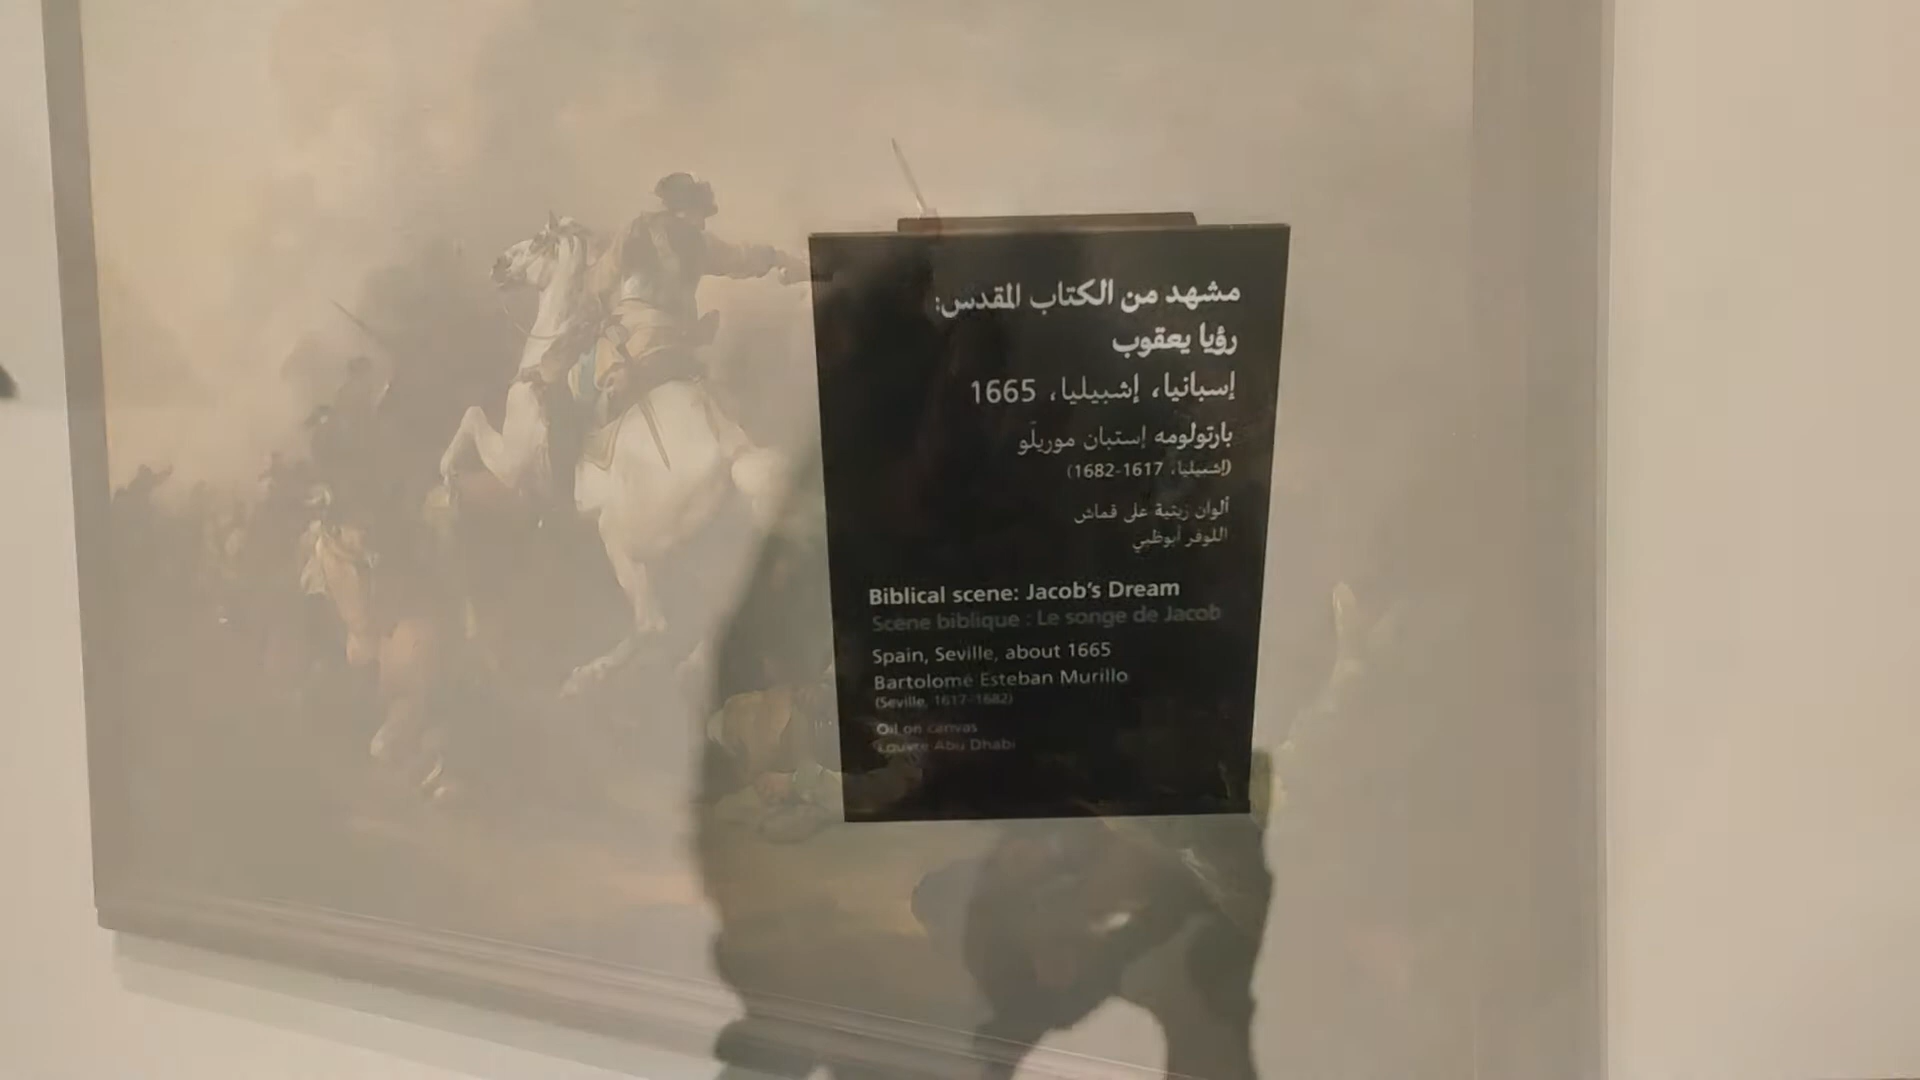 مشهد من الكتاب المقدس:
رؤيا يعقوب
إسبانيا، إشبيليا، 1665
بارتولومه إستبان موريلّو
(إشبيليا، 1617-1682)
ألوان زيتية على قماش
اللوفر أبوظبي
Biblical scene: Jacob's Dream
Scène biblique : Le songe de Jacob
Spain, Seville, about 1665
Bartolomé Esteban Murillo
(Seville, 1617-1682)
Oil on canvas
Louvre Abu Dhabi